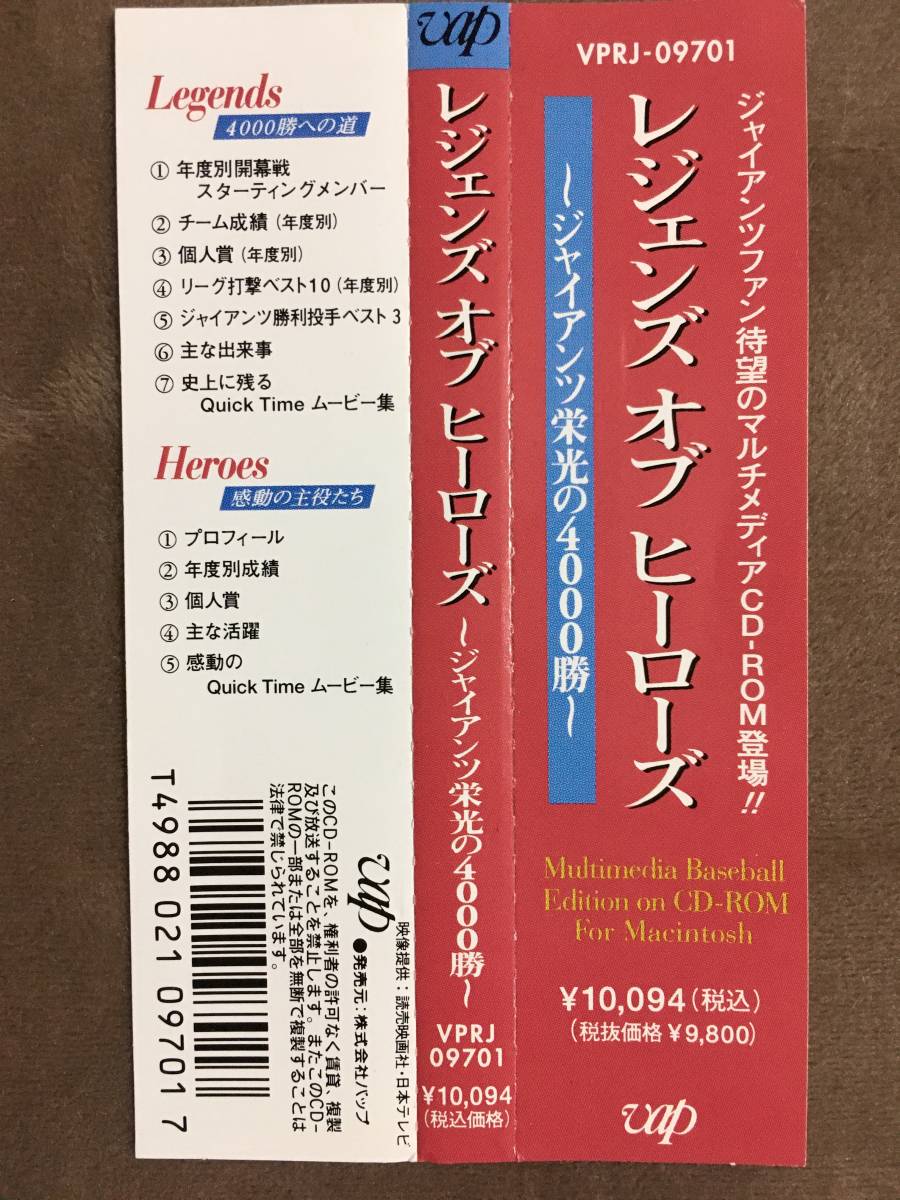 Legends
4000勝への道
① 年度別開幕戦
スターティングメンバー
② チーム成績(年度別)
③ 個人賞(年度別)
④ リーグ打撃ベスト10(年度別)
⑤ ジャイアンツ勝利投手ベスト3
⑥ 主な出来事
⑦ 史上に残る
Quick Time ムービー集
Heroes
感動の主役たち
① プロフィール
② 年度別成績
③ 個人賞
④ 主な活躍
⑤ 感動の
Quick Time ムービー集
T4988 021 09701 7
映像提供:読売映画社・日本テレビ
vap ●発売元:株式会社バップ
このCD-ROMを、権利者の許可なく賃貸、複製
及び放送することを禁止します。またこのCD-
ROMの一部または全部を無断で複製することは
法律で禁じられています。
vap
レジェンズ オブ ヒーローズ 〜ジャイアンツ栄光の4000勝〜
VPRJ
09701
¥10,094
(税込価格)
VPRJ-09701
ジャイアンツファン待望のマルチメディアCD-ROM登場!!
レジェンズ オブ ヒーローズ
〜ジャイアンツ栄光の4000勝〜
Multimedia Baseball
Edition on CD-ROM
For Macintosh
¥10,094(税込)
(税抜価格 ¥9,800)
vap